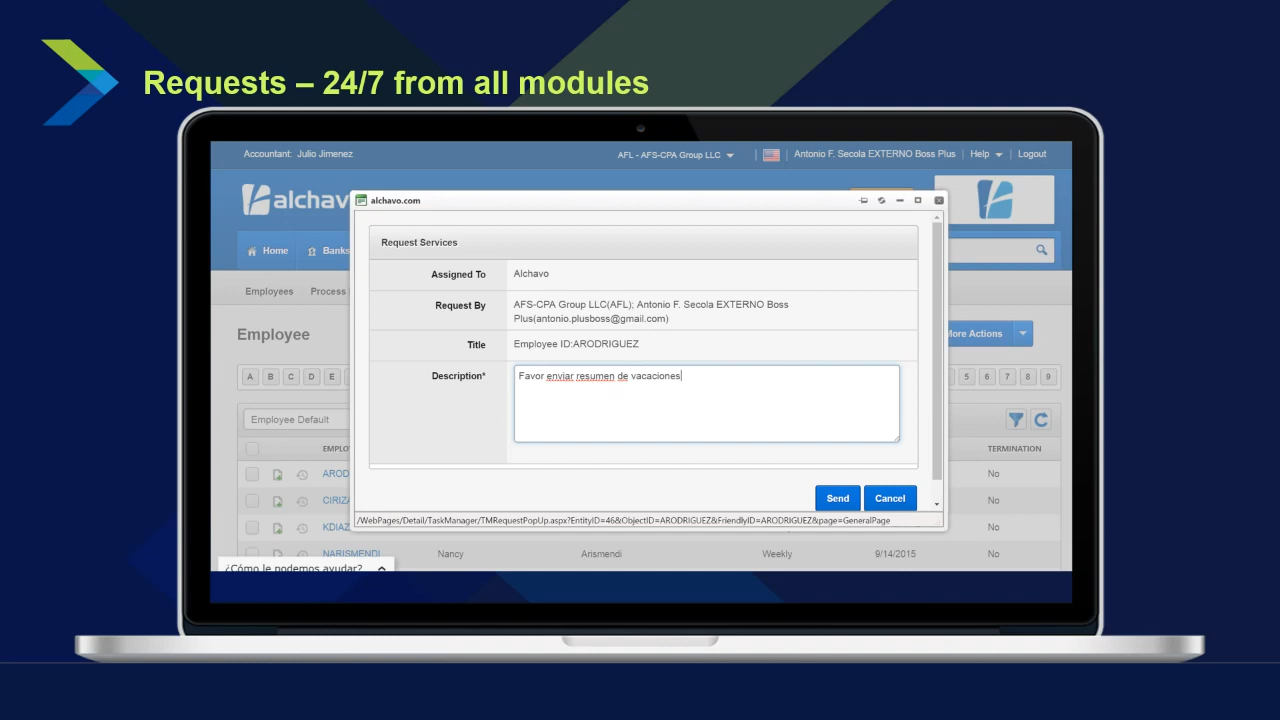 Requests – 24/7 from all modules
Accountant: Julio Jimenez
AFL - AFS-CPA Group LLC
Antonio F. Secola EXTERNO Boss Plus | Help | Logout
alchavo.com
Request Services
Assigned To Alchavo
Request By AFS-CPA Group LLC(AFL); Antonio F. Secola EXTERNO Boss
Plus(antonio.plusboss@gmail.com)
Title Employee ID:ARODRIGUEZ
Description* Favor enviar resumen de vacaciones
Send Cancel
/WebPages/Detail/TaskManager/TMRequestPopUp.aspx?EntityID=46&ObjectID=ARODRIGUEZ&FriendlyID=ARODRIGUEZ&page=GeneralPage
alchav
Home Banks
Employees Process
Employee
More Actions
A B C D E 5 6 7 8 9
Employee Default
EMPLO TERMINATION
AROD No
CIRIZ No
KDIAZ No
NARISMENDI Nancy Arismendi Weekly 9/14/2015 No
¿Cómo le podemos ayudar?